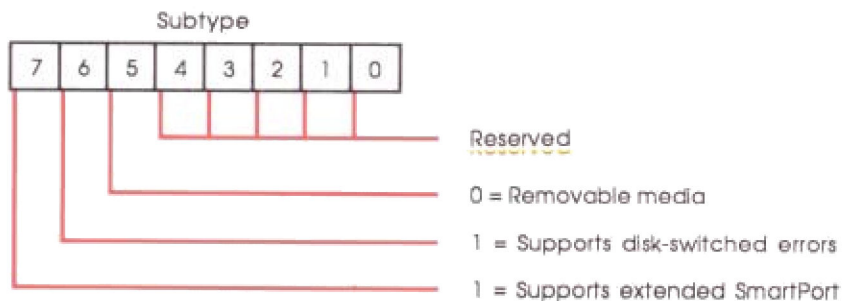 Subtype
7 6 5 4 3 2 1 0
Reserved
0 = Removable media
1 = Supports disk-switched errors
1 = Supports extended SmartPort